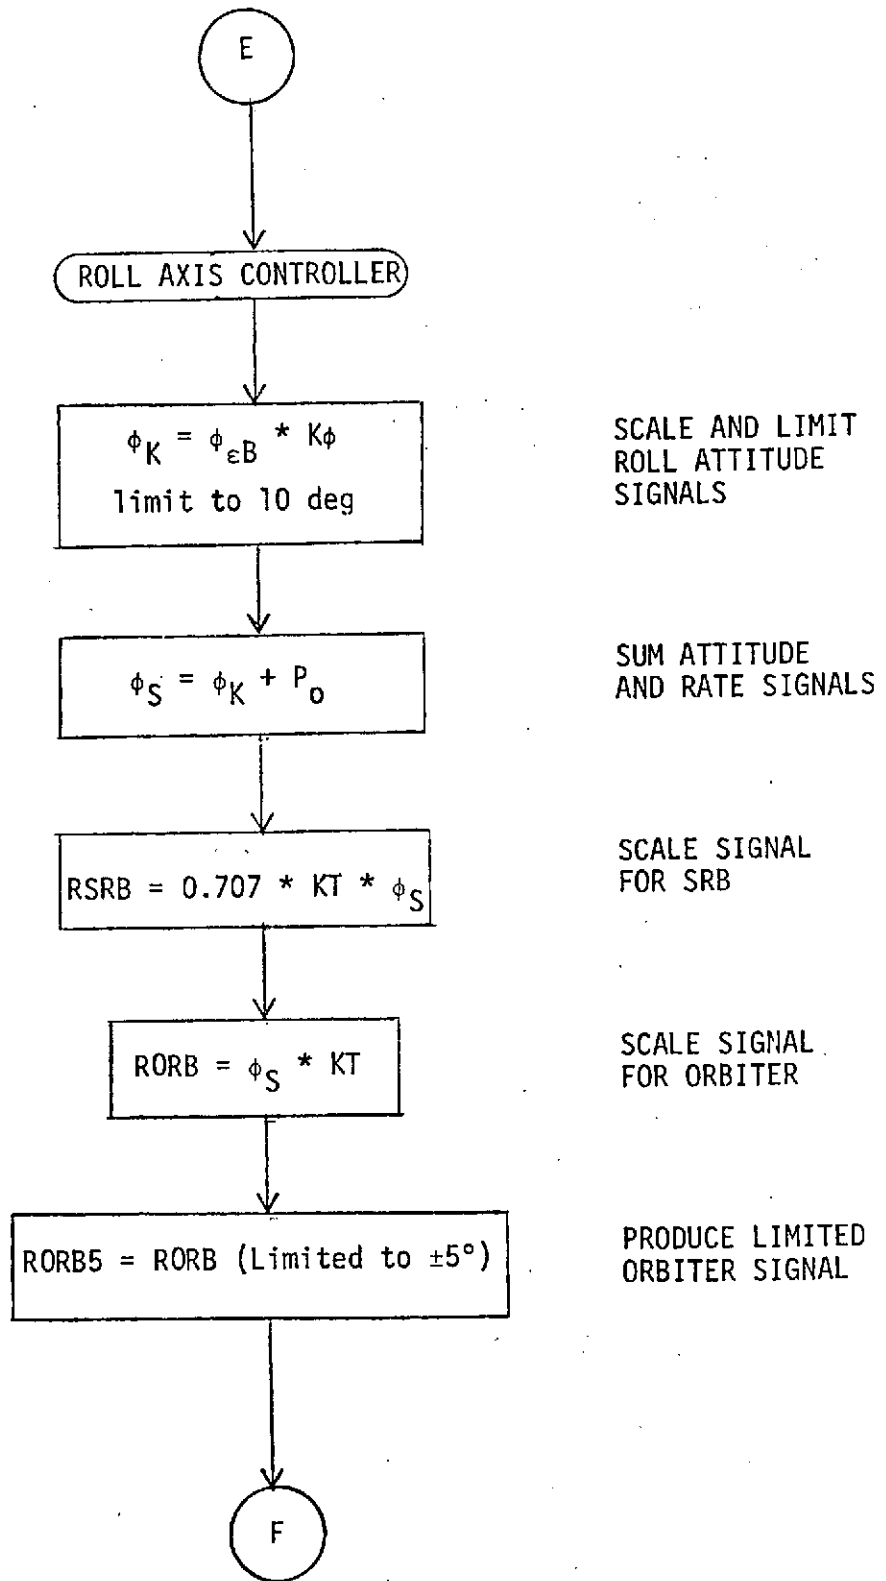 E
ROLL AXIS CONTROLLER
ϕK = ϕεB * Kϕ
limit to 10 deg
SCALE AND LIMIT
ROLL ATTITUDE
SIGNALS
ϕS = ϕK + Po
SUM ATTITUDE
AND RATE SIGNALS
RSRB = 0.707 * KT * ϕS
SCALE SIGNAL
FOR SRB
RORB = ϕS * KT
SCALE SIGNAL
FOR ORBITER
RORB5 = RORB (Limited to ±5°)
PRODUCE LIMITED
ORBITER SIGNAL
F